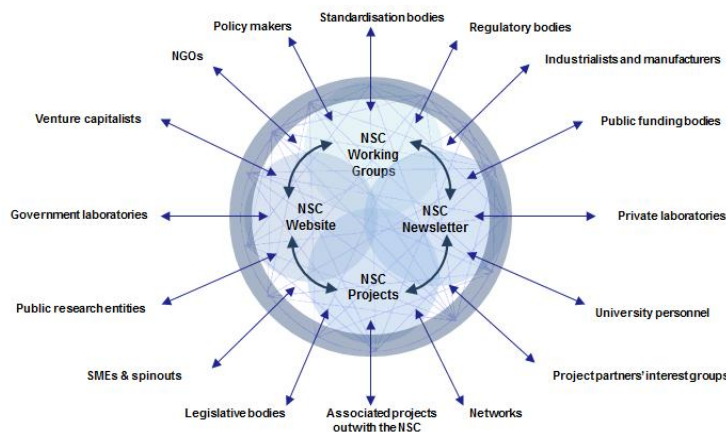 Standardisation bodies
Policy makers
Regulatory bodies
NGOs
Industrialists and manufacturers
Venture capitalists
Public funding bodies
NSC
Working
Groups
Government laboratories
NSC
Website
NSC
Newsletter
Private laboratories
NSC
Projects
Public research entities
University personnel
SMEs & spinouts
Project partners' interest groups
Legislative bodies
Associated projects
outwith the NSC
Networks